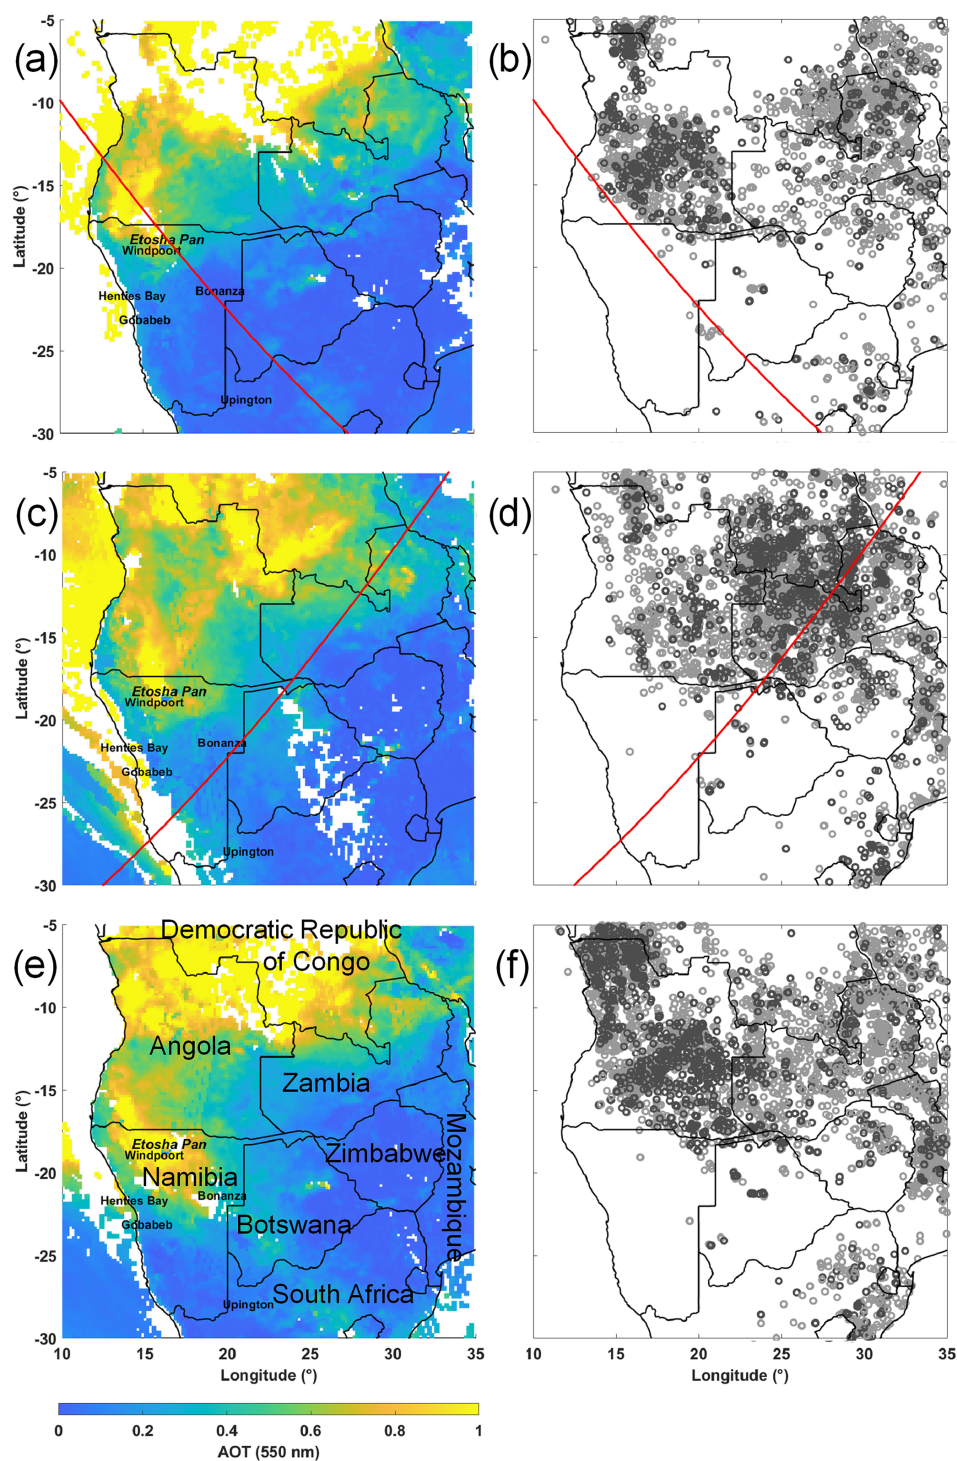 (a)
-5
-10
-15
-20
-25
-30
Latitude (°)
Etosha Pan
Windpoort
Henties Bay
Bonanza
Gobabeb
Upington
(b)
(c)
-5
-10
-15
-20
-25
-30
Latitude (°)
Etosha Pan
Windpoort
Henties Bay
Bonanza
Gobabeb
Upington
(d)
(e)
-5
-10
-15
-20
-25
-30
Latitude (°)
Democratic Republic
of Congo
Angola
Zambia
Etosha Pan
Windpoort
Zimbabwe
Mozambique
Namibia
Henties Bay
Bonanza
Gobabeb
Botswana
South Africa
Upington
10 15 20 25 30 35
Longitude (°)
(f)
10 15 20 25 30 35
Longitude (°)
0 0.2 0.4 0.6 0.8 1
AOT (550 nm)